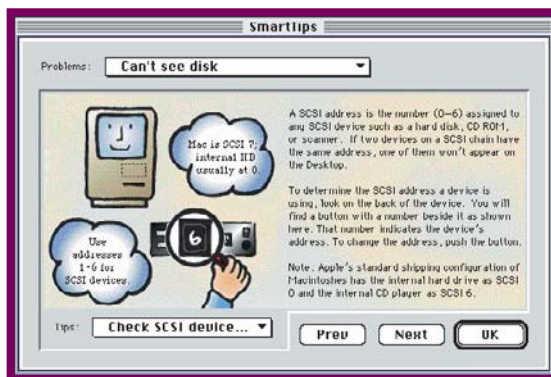 SmartTips
Problems: Can't see disk
Mac is SCSI 7;
internal HD
usually at 0.
Use
addresses
1-6 for
SCSI devices.
6
A SCSI address is the number (0-6) assigned to
any SCSI device such as a hard disk, CD ROM,
or scanner. If two devices on a SCSI chain have
the same address, one of them won't appear on
the Desktop.
To determine the SCSI address a device is
using, look on the back of the device. You will
find a button with a number beside it as shown
here. That number indicates the device's
address. To change the address, push the button.
Note: Apple's standard shipping configuration of
Macintoshes has the internal hard drive as SCSI
0 and the internal CD player as SCSI 6.
Tips: Check SCSI device...
Prev Next OK